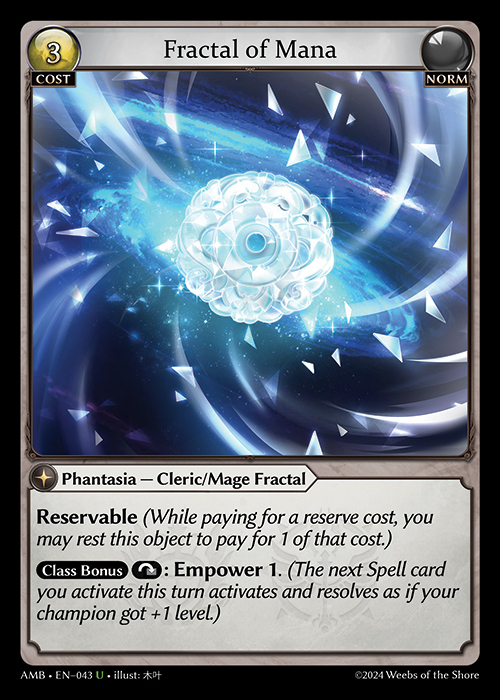 3
Fractal of Mana
COST
NORM
Phantasia — Cleric/Mage Fractal
Reservable (While paying for a reserve cost, you
may rest this object to pay for 1 of that cost.)
Class Bonus : Empower 1. (The next Spell card
you activate this turn activates and resolves as if your
champion got +1 level.)
AMB • EN–043 U • illust: 木叶
©2024 Weebs of the Shore